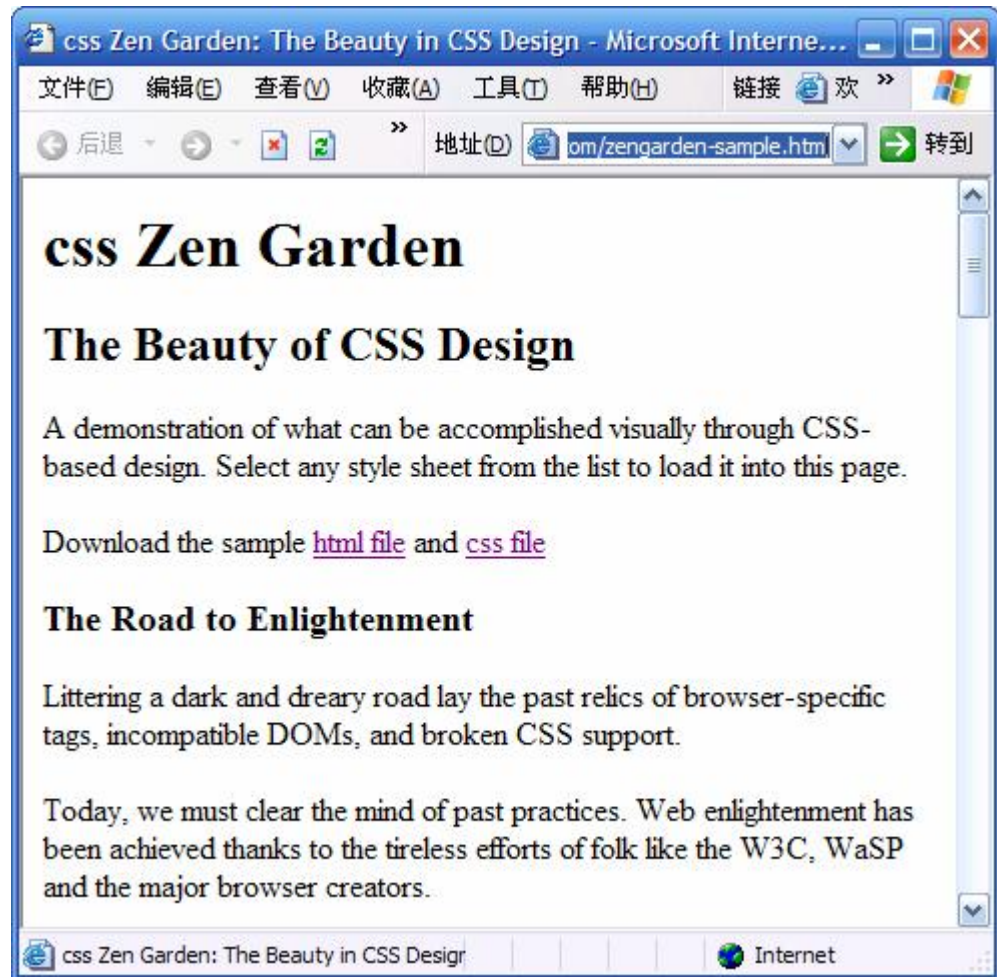 css Zen Garden: The Beauty in CSS Design - Microsoft Interne...
文件(F) 编辑(E) 查看(V) 收藏(A) 工具(T) 帮助(H) 链接 欢 »
后退 » 地址(D) om/zengarden-sample.html 转到
css Zen Garden
The Beauty of CSS Design
A demonstration of what can be accomplished visually through CSS-
based design. Select any style sheet from the list to load it into this page.
Download the sample html file and css file
The Road to Enlightenment
Littering a dark and dreary road lay the past relics of browser-specific
tags, incompatible DOMs, and broken CSS support.
Today, we must clear the mind of past practices. Web enlightenment has
been achieved thanks to the tireless efforts of folk like the W3C, WaSP
and the major browser creators.
css Zen Garden: The Beauty in CSS Design Internet